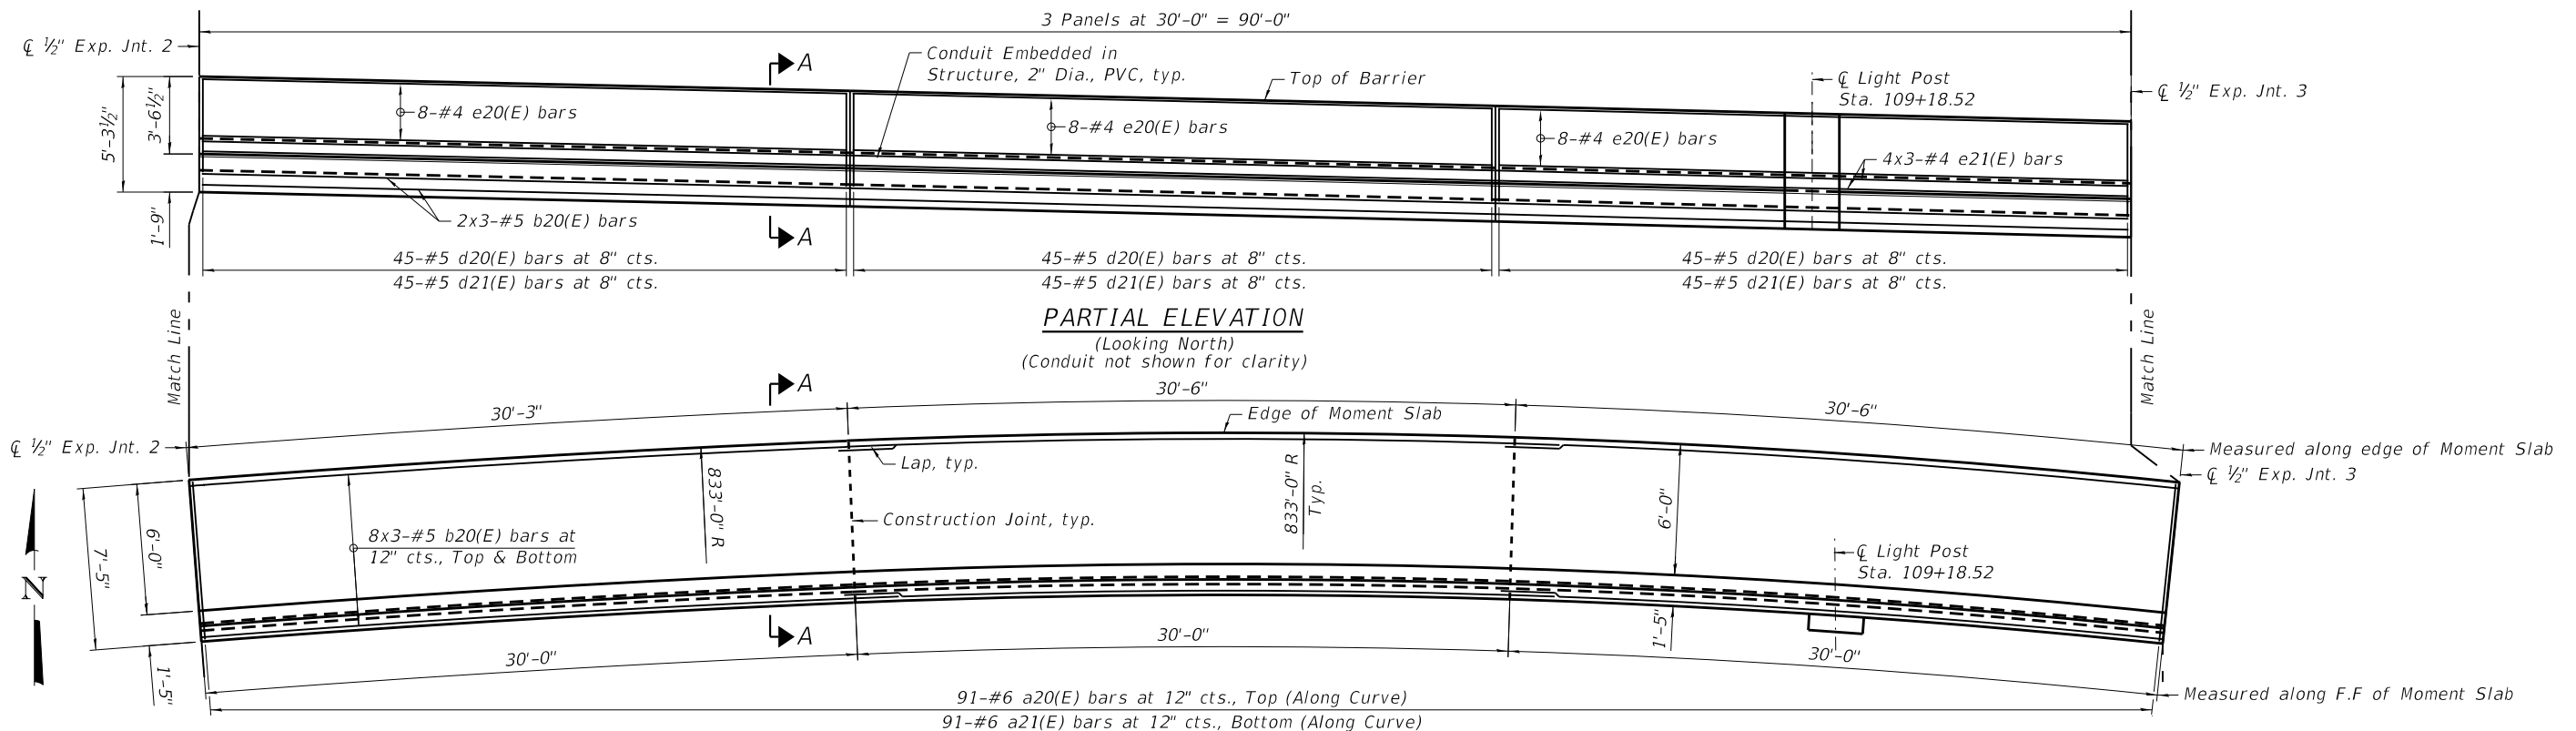 3 Panels at 30'-0" = 90'-0"
℄ ½" Exp. Jnt. 2
A
Conduit Embedded in
Structure, 2" Dia., PVC, typ.
Top of Barrier
℄ Light Post
Sta. 109+18.52
℄ ½" Exp. Jnt. 3
5'-3½"
3'-6½"
8-#4 e20(E) bars
8-#4 e20(E) bars
8-#4 e20(E) bars
4x3-#4 e21(E) bars
1'-9"
2x3-#5 b20(E) bars
A
45-#5 d20(E) bars at 8" cts.
45-#5 d21(E) bars at 8" cts.
45-#5 d20(E) bars at 8" cts.
45-#5 d21(E) bars at 8" cts.
45-#5 d20(E) bars at 8" cts.
45-#5 d21(E) bars at 8" cts.
PARTIAL ELEVATION
(Looking North)
(Conduit not shown for clarity)
Match Line
Match Line
A
30'-3"
30'-6"
30'-6"
Edge of Moment Slab
℄ ½" Exp. Jnt. 2
Measured along edge of Moment Slab
℄ ½" Exp. Jnt. 3
Lap, typ.
833'-0" R
833'-0" R
Typ.
6'-0"
Construction Joint, typ.
8x3-#5 b20(E) bars at
12" cts., Top & Bottom
7'-5"
6'-0"
℄ Light Post
Sta. 109+18.52
N
A
1'-5"
30'-0"
30'-0"
30'-0"
1'-5"
Measured along F.F of Moment Slab
91-#6 a20(E) bars at 12" cts., Top (Along Curve)
91-#6 a21(E) bars at 12" cts., Bottom (Along Curve)